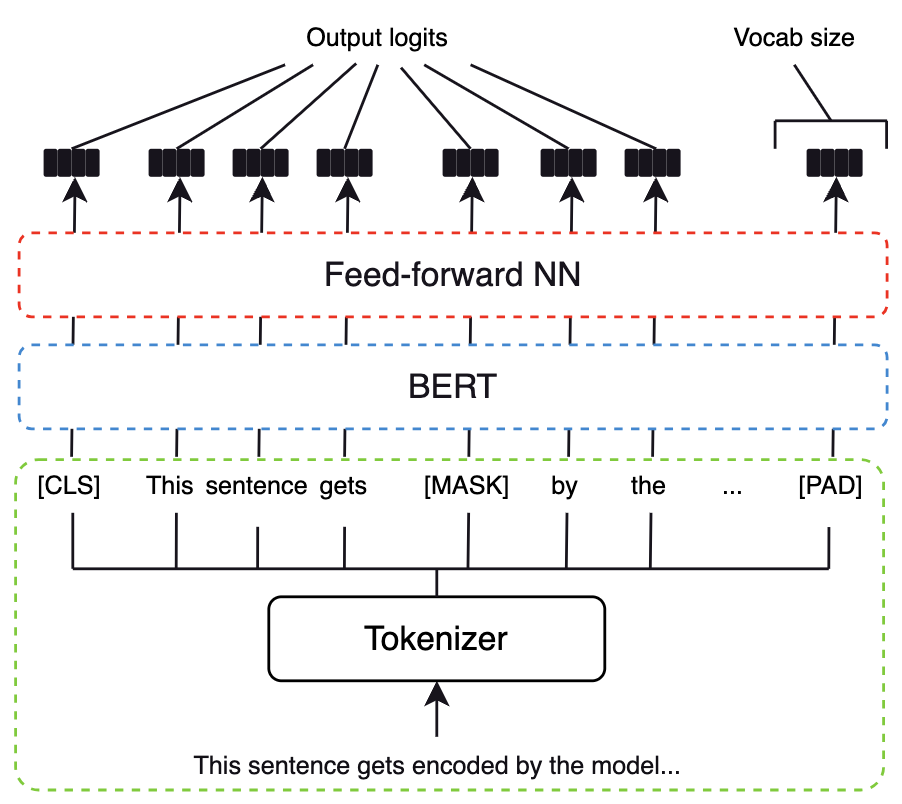 Output logits
Vocab size
Feed-forward NN
BERT
[CLS] This sentence gets [MASK] by the ... [PAD]
Tokenizer
This sentence gets encoded by the model...